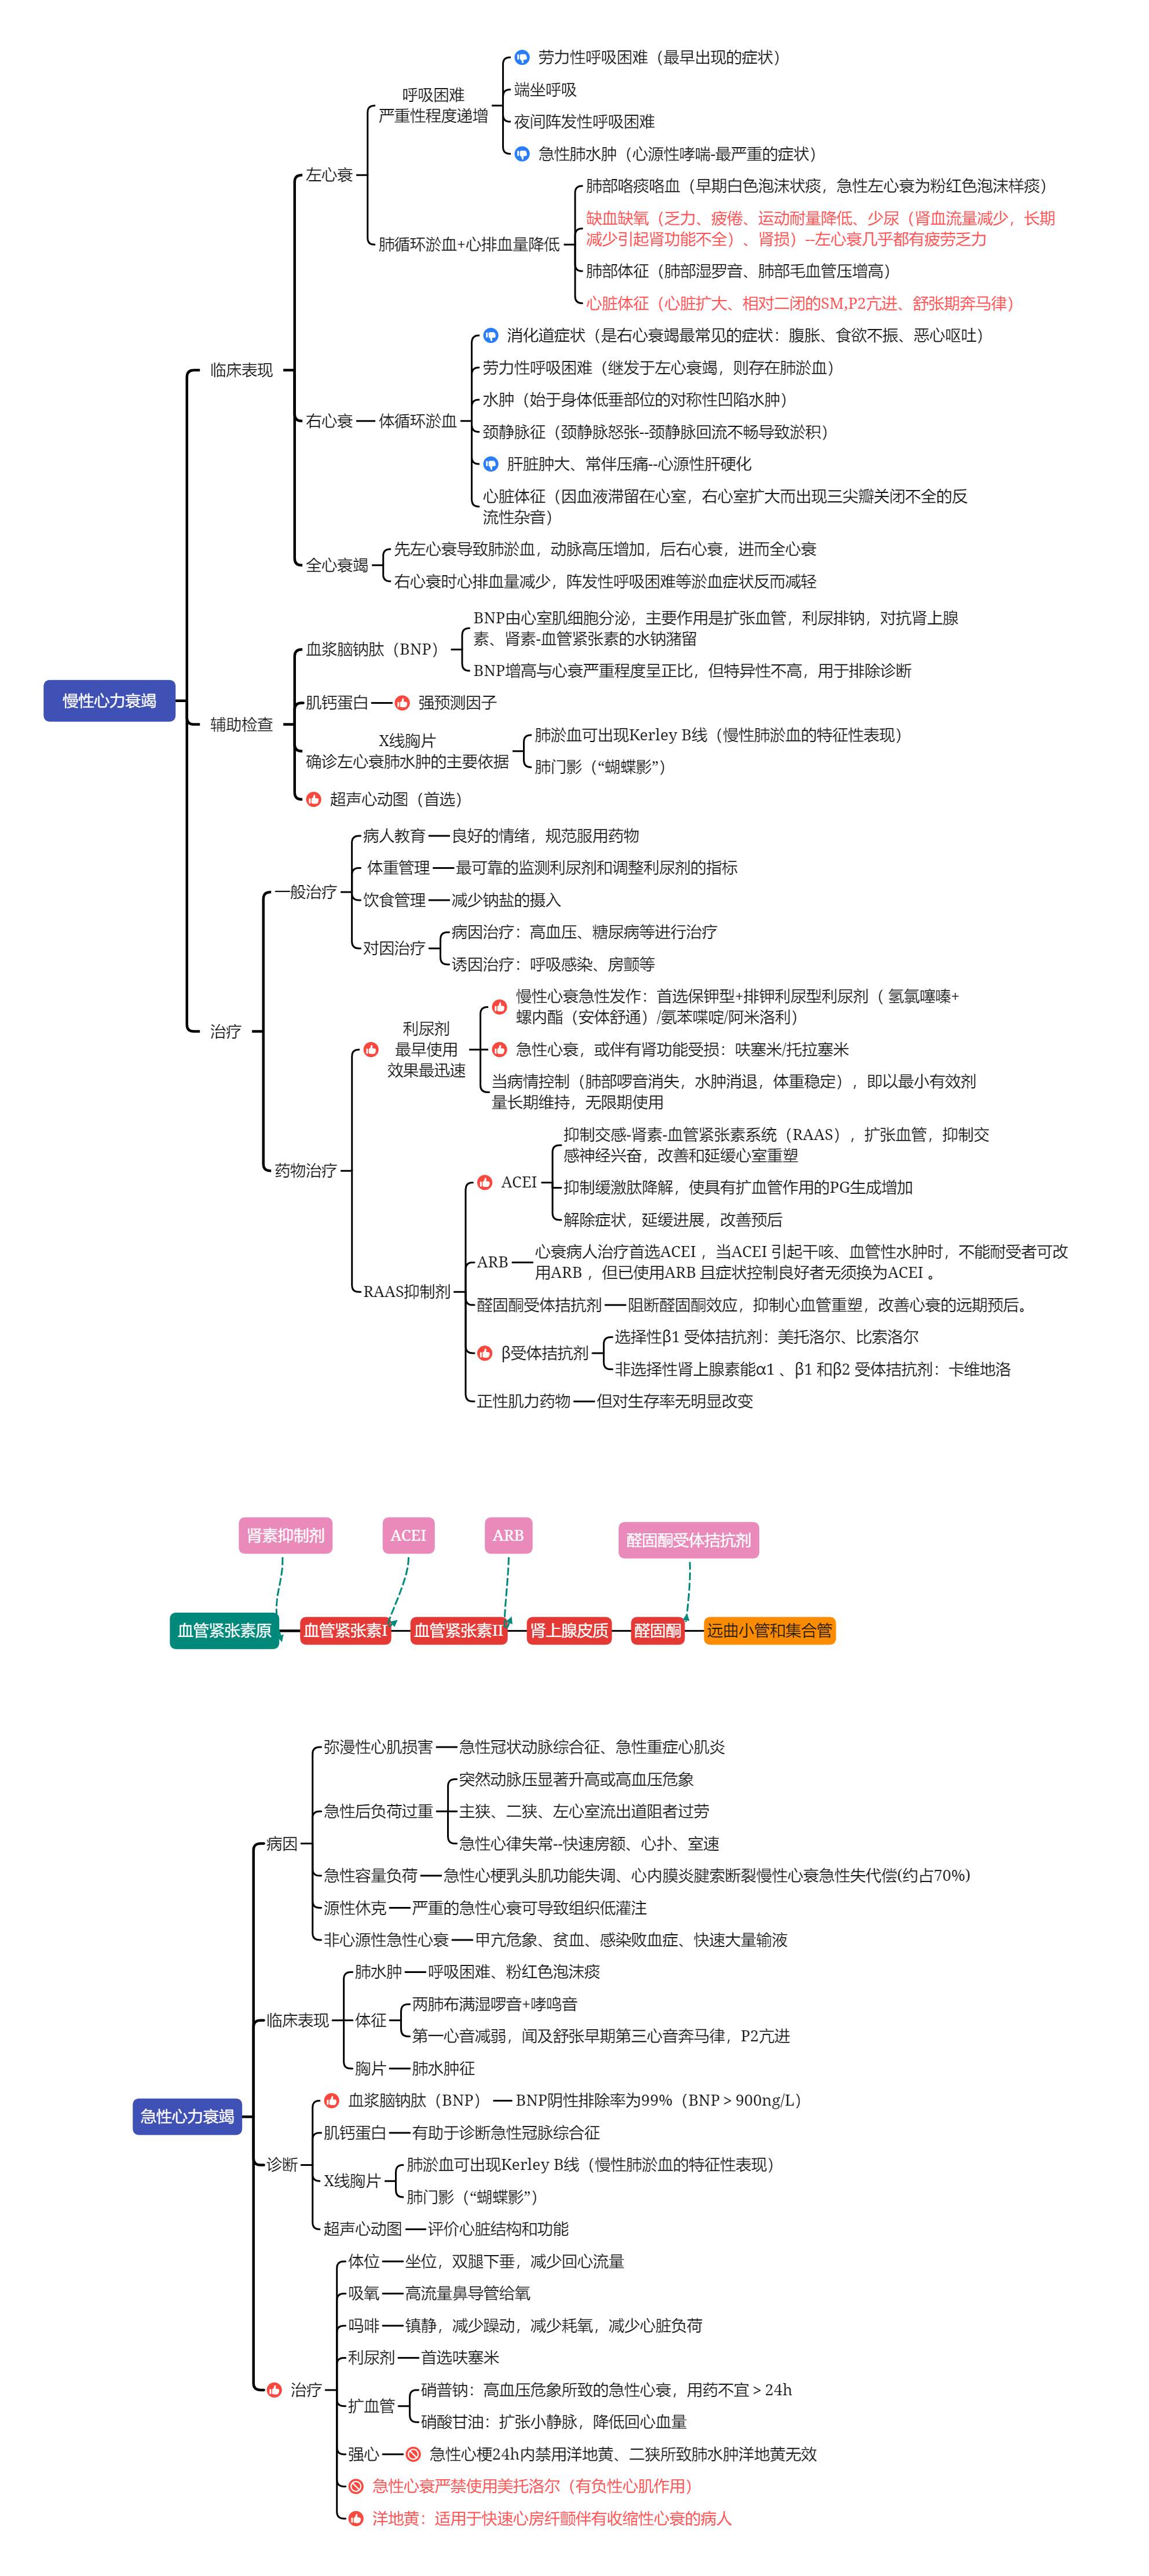 慢性心力衰竭
临床表现
左心衰
呼吸困难
严重性程度递增
劳力性呼吸困难（最早出现的症状）
端坐呼吸
夜间阵发性呼吸困难
急性肺水肿（心源性哮喘-最严重的症状）
肺循环淤血+心排血量降低
肺部咯痰咯血（早期白色泡沫状痰，急性左心衰为粉红色泡沫样痰）
缺血缺氧（乏力、疲倦、运动耐量降低、少尿（肾血流量减少，长期
减少引起肾功能不全）、肾损）--左心衰几乎都有疲劳乏力
肺部体征（肺部湿罗音、肺部毛血管压增高）
心脏体征（心脏扩大、相对二闭的SM,P2亢进、舒张期奔马律）
右心衰
体循环淤血
消化道症状（是右心衰竭最常见的症状：腹胀、食欲不振、恶心呕吐）
劳力性呼吸困难（继发于左心衰竭，则存在肺淤血）
水肿（始于身体低垂部位的对称性凹陷水肿）
颈静脉征（颈静脉怒张--颈静脉回流不畅导致淤积）
肝脏肿大、常伴压痛--心源性肝硬化
心脏体征（因血液滞留在心室，右心室扩大而出现三尖瓣关闭不全的反
流性杂音）
全心衰竭
先左心衰导致肺淤血，动脉高压增加，后右心衰，进而全心衰
右心衰时心排血量减少，阵发性呼吸困难等淤血症状反而减轻
辅助检查
血浆脑钠肽（BNP）
BNP由心室肌细胞分泌，主要作用是扩张血管，利尿排钠，对抗肾上腺
素、肾素-血管紧张素的水钠潴留
BNP增高与心衰严重程度呈正比，但特异性不高，用于排除诊断
肌钙蛋白
强预测因子
X线胸片
确诊左心衰肺水肿的主要依据
肺淤血可出现Kerley B线（慢性肺淤血的特征性表现）
肺门影（“蝴蝶影”）
超声心动图（首选）
治疗
一般治疗
病人教育
良好的情绪，规范服用药物
体重管理
最可靠的监测利尿剂和调整利尿剂的指标
饮食管理
减少钠盐的摄入
对因治疗
病因治疗：高血压、糖尿病等进行治疗
诱因治疗：呼吸感染、房颤等
药物治疗
利尿剂
最早使用
效果最迅速
慢性心衰急性发作：首选保钾型+排钾利尿型利尿剂（ 氢氯噻嗪+
螺内酯（安体舒通）/氨苯喋啶/阿米洛利）
急性心衰，或伴有肾功能受损：呋塞米/托拉塞米
当病情控制（肺部啰音消失，水肿消退，体重稳定），即以最小有效剂
量长期维持，无限期使用
RAAS抑制剂
ACEI
抑制交感-肾素-血管紧张素系统（RAAS），扩张血管，抑制交
感神经兴奋，改善和延缓心室重塑
抑制缓激肽降解，使具有扩血管作用的PG生成增加
解除症状，延缓进展，改善预后
ARB
心衰病人治疗首选ACEI ，当ACEI 引起干咳、血管性水肿时，不能耐受者可改
用ARB ，但已使用ARB 且症状控制良好者无须换为ACEI 。
醛固酮受体拮抗剂
阻断醛固酮效应，抑制心血管重塑，改善心衰的远期预后。
β受体拮抗剂
选择性β1 受体拮抗剂：美托洛尔、比索洛尔
非选择性肾上腺素能α1 、β1 和β2 受体拮抗剂：卡维地洛
正性肌力药物
但对生存率无明显改变
肾素抑制剂
ACEI
ARB
醛固酮受体拮抗剂
血管紧张素原
血管紧张素I
血管紧张素II
肾上腺皮质
醛固酮
远曲小管和集合管
急性心力衰竭
病因
弥漫性心肌损害
急性冠状动脉综合征、急性重症心肌炎
急性后负荷过重
突然动脉压显著升高或高血压危象
主狭、二狭、左心室流出道阻者过劳
急性心律失常--快速房额、心扑、室速
急性容量负荷
急性心梗乳头肌功能失调、心内膜炎腱索断裂慢性心衰急性失代偿(约占70%)
源性休克
严重的急性心衰可导致组织低灌注
非心源性急性心衰
甲亢危象、贫血、感染败血症、快速大量输液
临床表现
肺水肿
呼吸困难、粉红色泡沫痰
体征
两肺布满湿啰音+哮鸣音
第一心音减弱，闻及舒张早期第三心音奔马律，P2亢进
胸片
肺水肿征
诊断
血浆脑钠肽（BNP）
BNP阴性排除率为99%（BNP＞900ng/L）
肌钙蛋白
有助于诊断急性冠脉综合征
X线胸片
肺淤血可出现Kerley B线（慢性肺淤血的特征性表现）
肺门影（“蝴蝶影”）
超声心动图
评价心脏结构和功能
治疗
体位
坐位，双腿下垂，减少回心流量
吸氧
高流量鼻导管给氧
吗啡
镇静，减少躁动，减少耗氧，减少心脏负荷
利尿剂
首选呋塞米
扩血管
硝普钠：高血压危象所致的急性心衰，用药不宜＞24h
硝酸甘油：扩张小静脉，降低回心血量
强心
急性心梗24h内禁用洋地黄、二狭所致肺水肿洋地黄无效
急性心衰严禁使用美托洛尔（有负性心肌作用）
洋地黄：适用于快速心房纤颤伴有收缩性心衰的病人